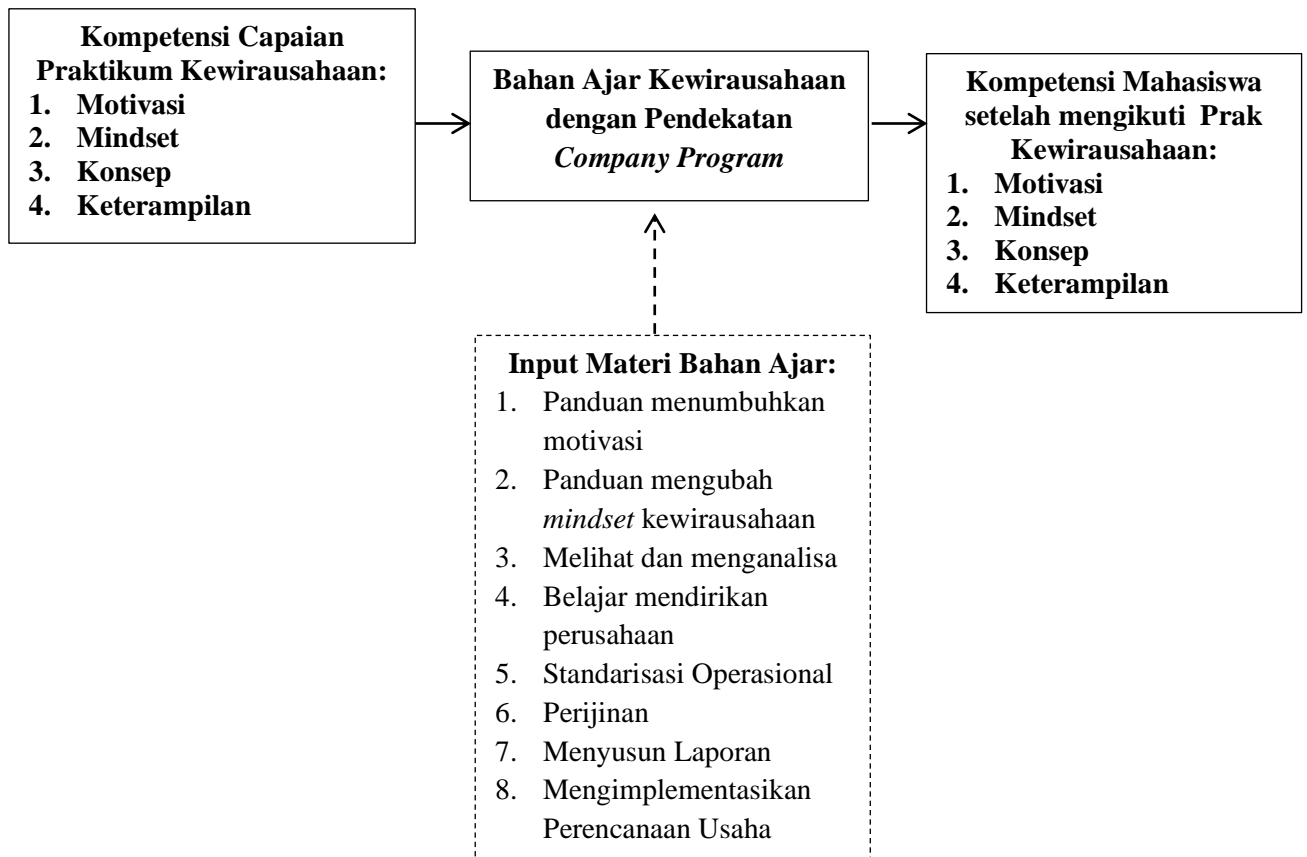 Kompetensi Capaian
Praktikum Kewirausahaan:
1. Motivasi
2. Mindset
3. Konsep
4. Keterampilan
Bahan Ajar Kewirausahaan
dengan Pendekatan
Company Program
Kompetensi Mahasiswa
setelah mengikuti Prak
Kewirausahaan:
1. Motivasi
2. Mindset
3. Konsep
4. Keterampilan
Input Materi Bahan Ajar:
1. Panduan menumbuhkan
motivasi
2. Panduan mengubah
mindset kewirausahaan
3. Melihat dan menganalisa
4. Belajar mendirikan
perusahaan
5. Standarisasi Operasional
6. Perijinan
7. Menyusun Laporan
8. Mengimplementasikan
Perencanaan Usaha